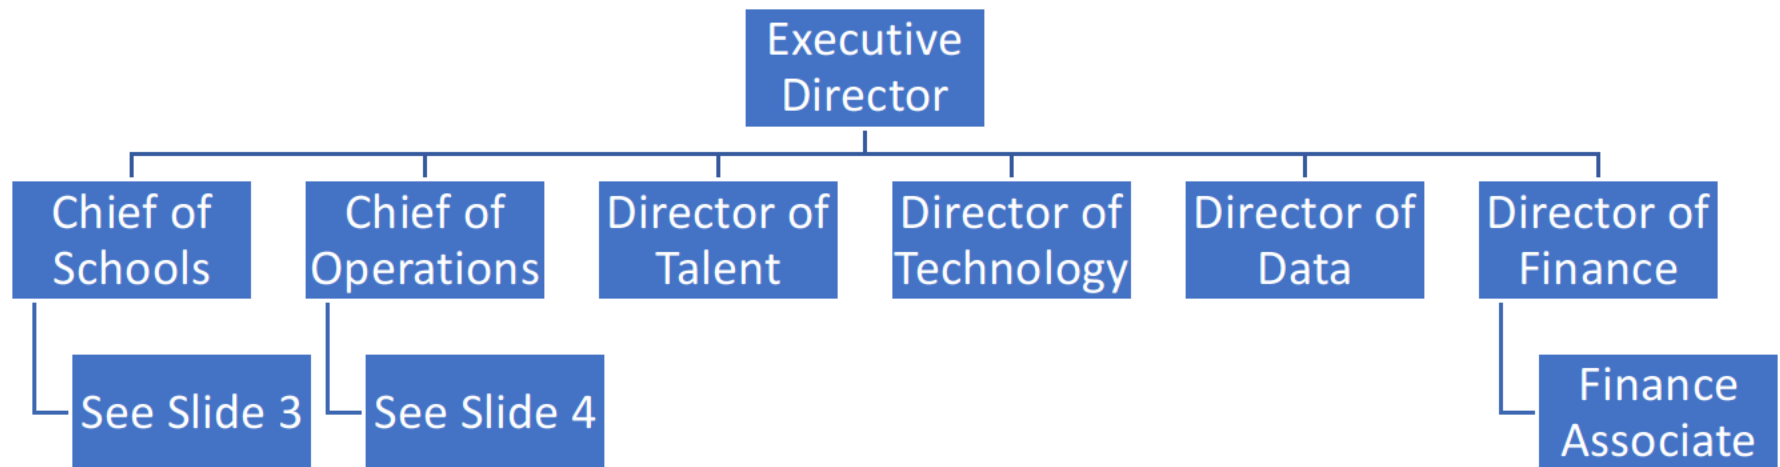 Executive
Director
Chief of
Schools
Chief of
Operations
Director of
Talent
Director of
Technology
Director of
Data
Director of
Finance
See Slide 3
See Slide 4
Finance
Associate